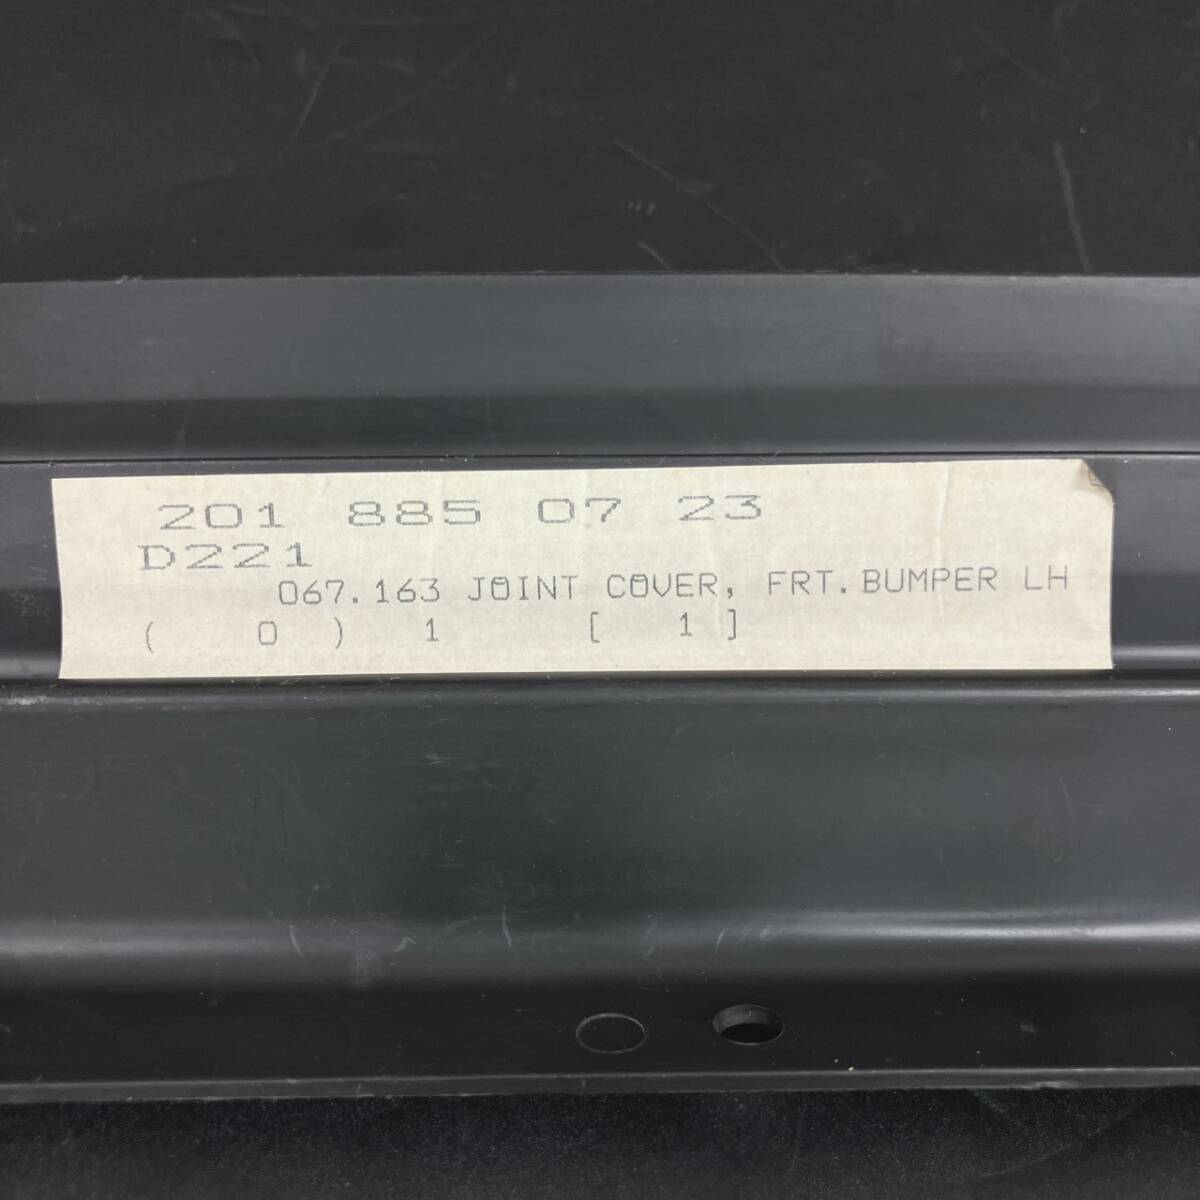 201 885 07 23
D221
067.163 JOINT COVER, FRT. BUMPER LH
( 0 ) 1 [ 1 ]